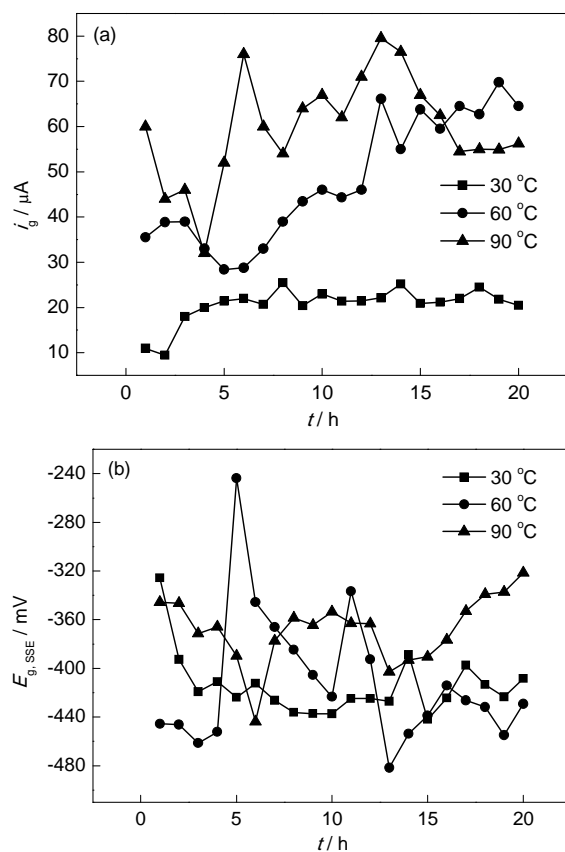 (a)
80
70
60
50
40
30
20
10
i_g / μA
30 °C
60 °C
90 °C
0 5 10 15 20
t / h
(b)
-240
-280
-320
-360
-400
-440
-480
E_g, SSE / mV
30 °C
60 °C
90 °C
0 5 10 15 20
t / h